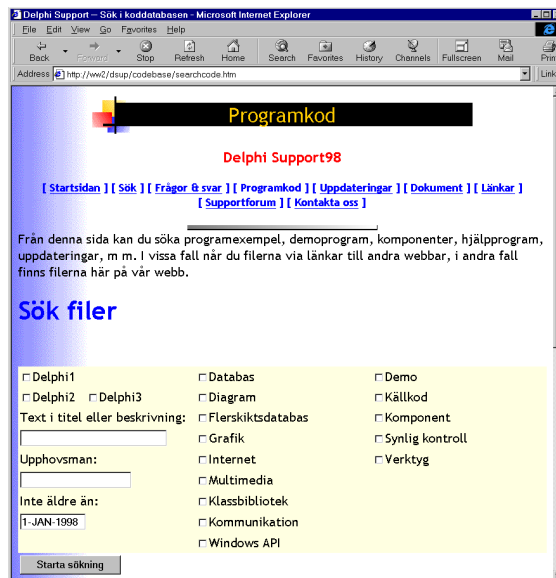 Delphi Support -- Sök i koddatabasen - Microsoft Internet Explorer
File Edit View Go Favorites Help
Back Forward Stop Refresh Home Search Favorites History Channels Fullscreen Mail Prin
Address http://ww2/dsup/codebase/searchcode.htm Link
Programkod
Delphi Support98
[ Startsidan ] [ Sök ] [ Frågor & svar ] [ Programkod ] [ Uppdateringar ] [ Dokument ] [ Länkar ]
[ Supportforum ] [ Kontakta oss ]
Från denna sida kan du söka programexempel, demoprogram, komponenter, hjälpprogram,
uppdateringar, m m. I vissa fall når du filerna via länkar till andra webbar, i andra fall
finns filerna här på vår webb.
Sök filer
Delphi1 Databas Demo
Delphi2 Delphi3 Diagram Källkod
Text i titel eller beskrivning: Flerskiktsdatabas Komponent
Grafik Synlig kontroll
Upphovsman: Internet Verktyg
Multimedia
Inte äldre än: Klassbibliotek
1-JAN-1998 Kommunikation
Windows API
Starta sökning